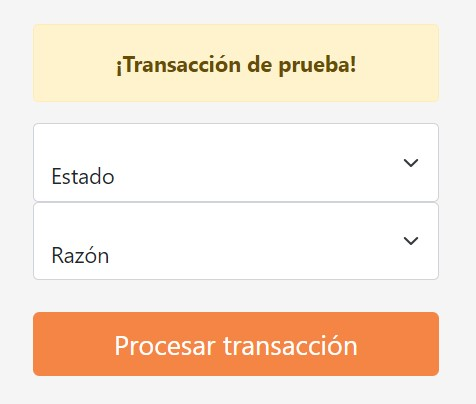 ¡Transacción de prueba!
Estado
Razón
Procesar transacción